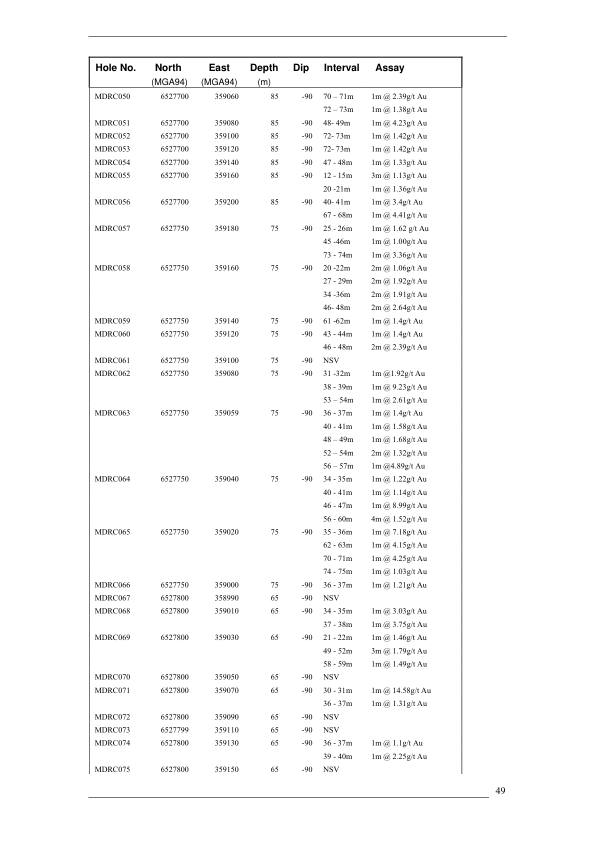 Hole No. North East Depth Dip Interval Assay
(MGA94) (MGA94) (m)
MDRC050 6527700 359060 85 -90 70 – 71m 1m @ 2.39g/t Au
72 – 73m 1m @ 1.38g/t Au
MDRC051 6527700 359080 85 -90 48- 49m 1m @ 4.23g/t Au
MDRC052 6527700 359100 85 -90 72- 73m 1m @ 1.42g/t Au
MDRC053 6527700 359120 85 -90 72- 73m 1m @ 1.42g/t Au
MDRC054 6527700 359140 85 -90 47 - 48m 1m @ 1.33g/t Au
MDRC055 6527700 359160 85 -90 12 - 15m 3m @ 1.13g/t Au
20 -21m 1m @ 1.36g/t Au
MDRC056 6527700 359200 85 -90 40- 41m 1m @ 3.4g/t Au
67 - 68m 1m @ 4.41g/t Au
MDRC057 6527750 359180 75 -90 25 - 26m 1m @ 1.62 g/t Au
45 -46m 1m @ 1.00g/t Au
73 - 74m 1m @ 3.36g/t Au
MDRC058 6527750 359160 75 -90 20 -22m 2m @ 1.06g/t Au
27 - 29m 2m @ 1.92g/t Au
34 -36m 2m @ 1.91g/t Au
46- 48m 2m @ 2.64g/t Au
MDRC059 6527750 359140 75 -90 61 -62m 1m @ 1.4g/t Au
MDRC060 6527750 359120 75 -90 43 - 44m 1m @ 1.4g/t Au
46 - 48m 2m @ 2.39g/t Au
MDRC061 6527750 359100 75 -90 NSV
MDRC062 6527750 359080 75 -90 31 -32m 1m @1.92g/t Au
38 - 39m 1m @ 9.23g/t Au
53 – 54m 1m @ 2.61g/t Au
MDRC063 6527750 359059 75 -90 36 - 37m 1m @ 1.4g/t Au
40 - 41m 1m @ 1.58g/t Au
48 – 49m 1m @ 1.68g/t Au
52 – 54m 2m @ 1.32g/t Au
56 – 57m 1m @4.89g/t Au
MDRC064 6527750 359040 75 -90 34 - 35m 1m @ 1.22g/t Au
40 - 41m 1m @ 1.14g/t Au
46 - 47m 1m @ 8.99g/t Au
56 - 60m 4m @ 1.52g/t Au
MDRC065 6527750 359020 75 -90 35 - 36m 1m @ 7.18g/t Au
62 - 63m 1m @ 4.15g/t Au
70 - 71m 1m @ 4.25g/t Au
74 - 75m 1m @ 1.03g/t Au
MDRC066 6527750 359000 75 -90 36 - 37m 1m @ 1.21g/t Au
MDRC067 6527800 358990 65 -90 NSV
MDRC068 6527800 359010 65 -90 34 - 35m 1m @ 3.03g/t Au
37 - 38m 1m @ 3.75g/t Au
MDRC069 6527800 359030 65 -90 21 - 22m 1m @ 1.46g/t Au
49 - 52m 3m @ 1.79g/t Au
58 - 59m 1m @ 1.49g/t Au
MDRC070 6527800 359050 65 -90 NSV
MDRC071 6527800 359070 65 -90 30 - 31m 1m @ 14.58g/t Au
36 - 37m 1m @ 1.31g/t Au
MDRC072 6527800 359090 65 -90 NSV
MDRC073 6527799 359110 65 -90 NSV
MDRC074 6527800 359130 65 -90 36 - 37m 1m @ 1.1g/t Au
39 - 40m 1m @ 2.25g/t Au
MDRC075 6527800 359150 65 -90 NSV
49